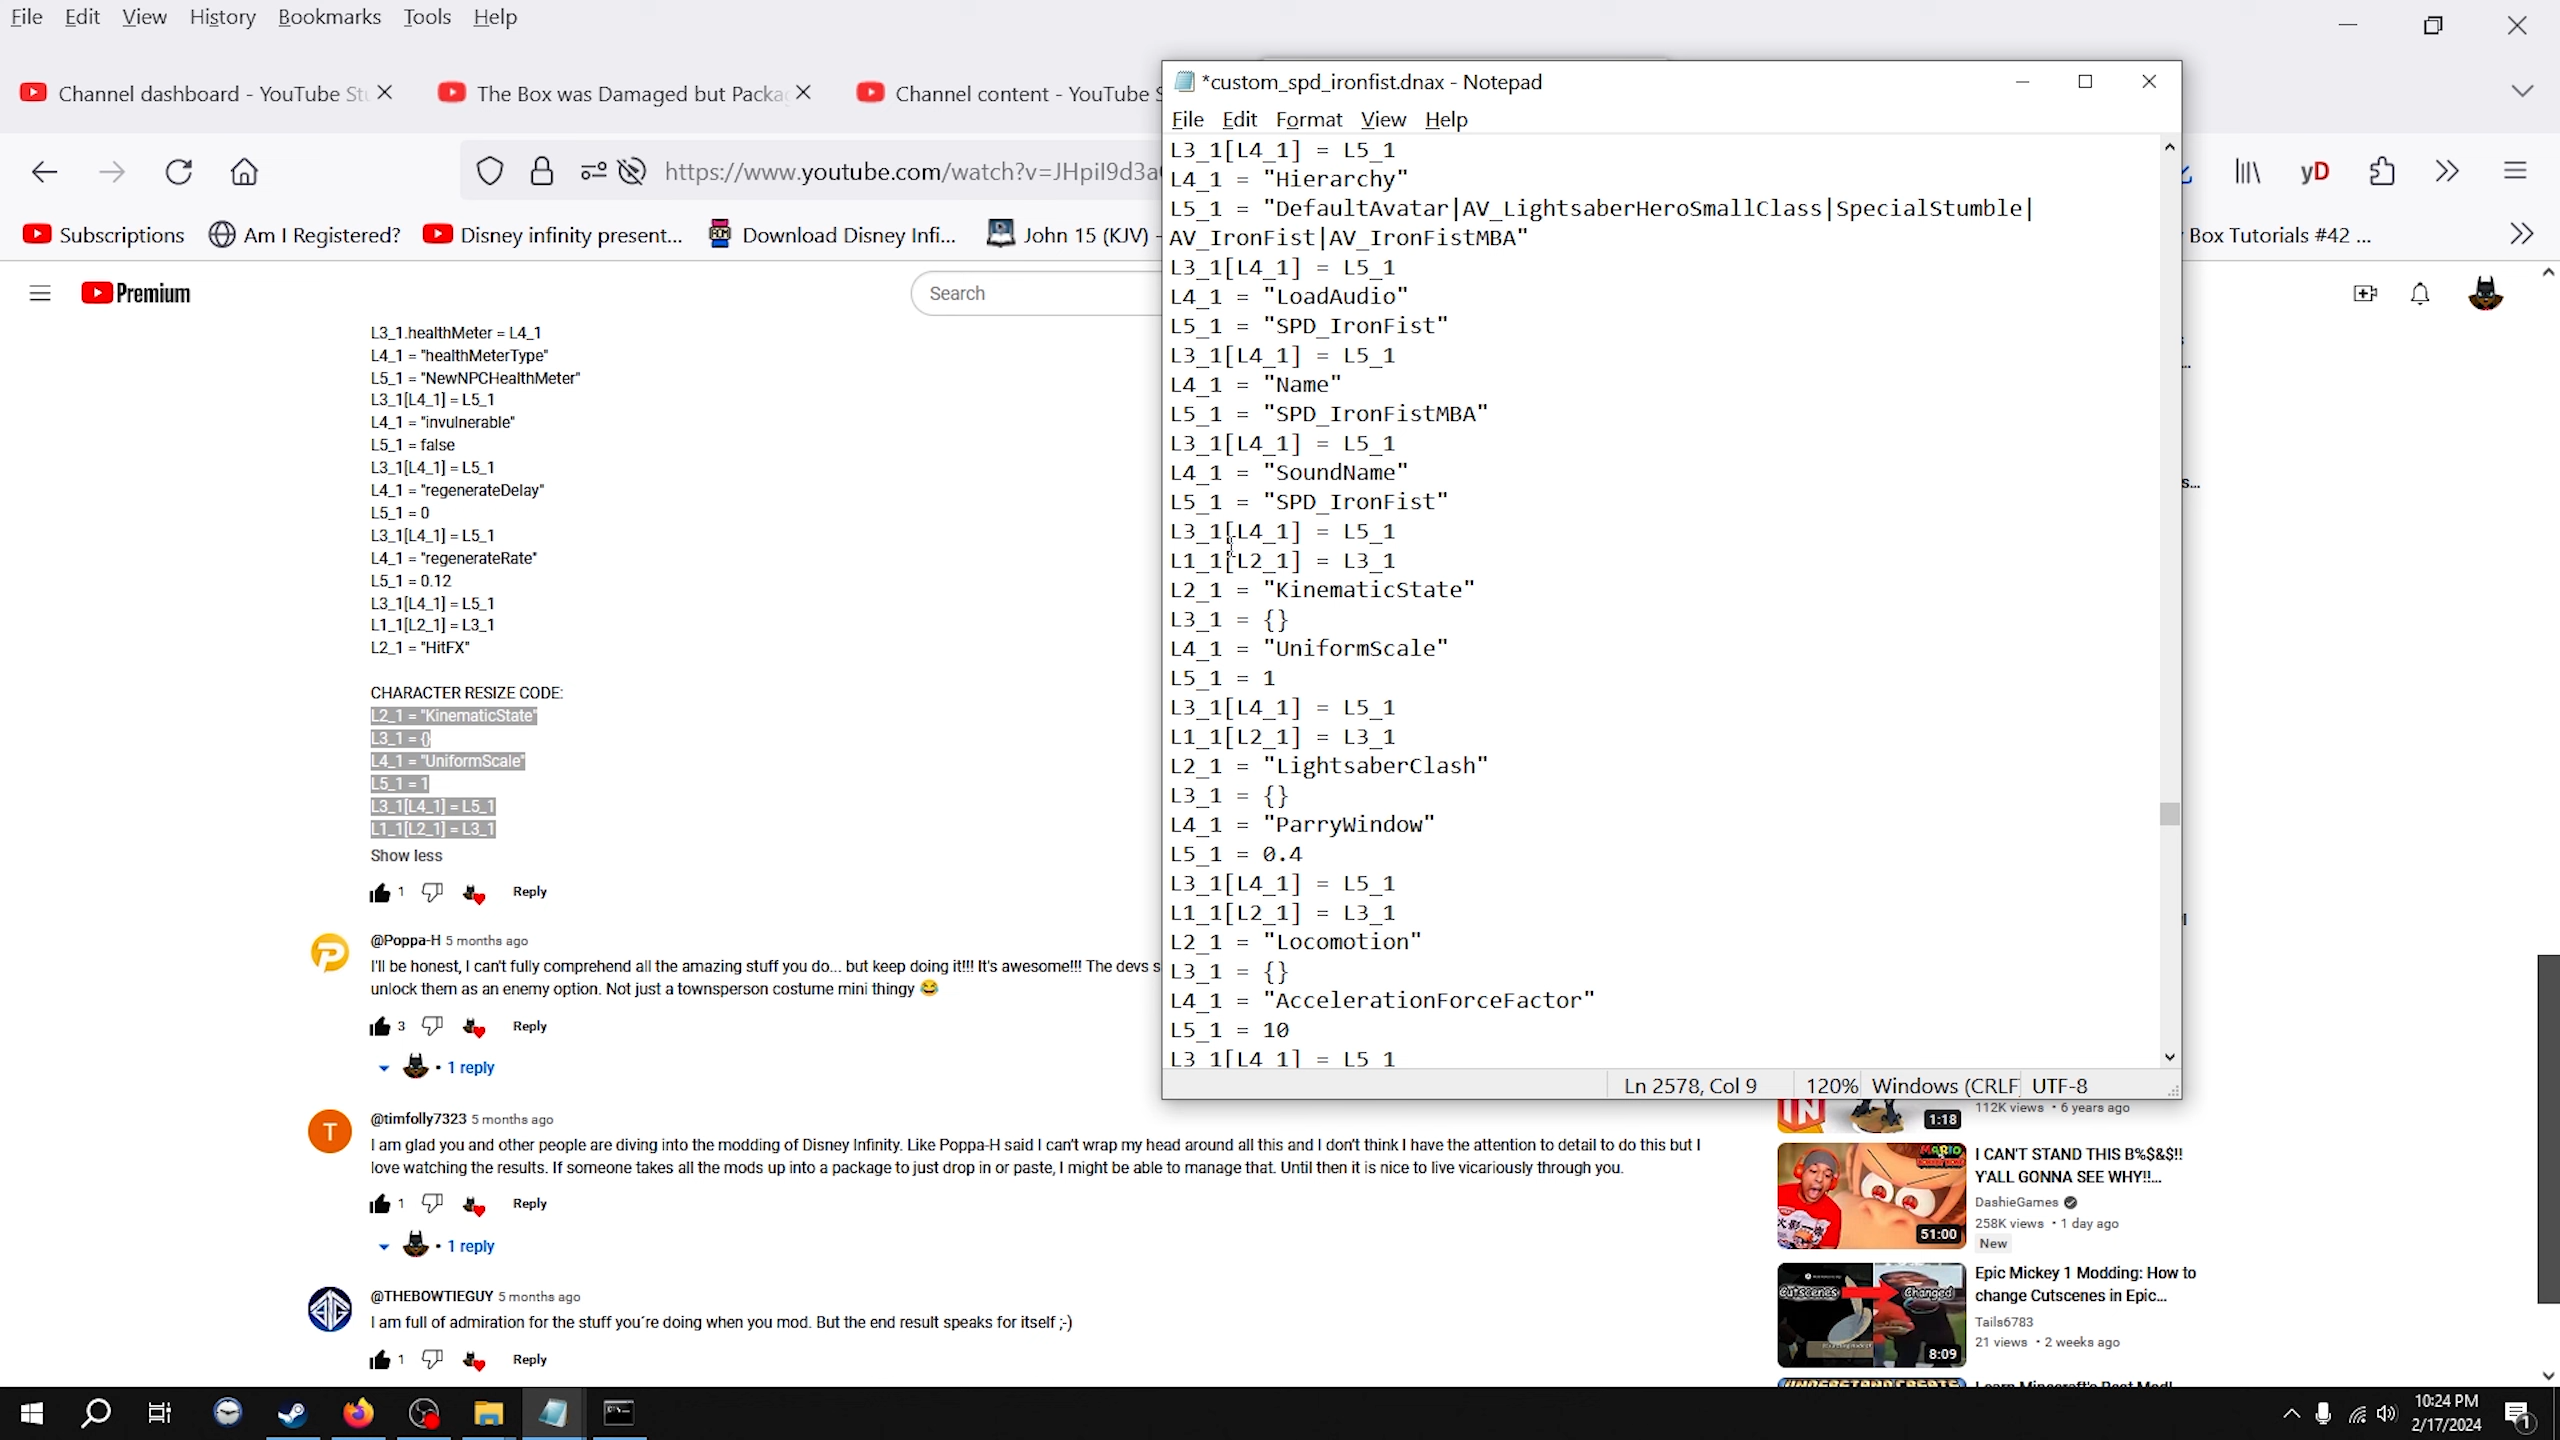 File Edit View History Bookmarks Tools Help
Channel dashboard - YouTube St
The Box was Damaged but Packa
Channel content - YouTube S
https://www.youtube.com/watch?v=JHpiI9d3a
yD
Subscriptions
Am I Registered?
Disney infinity present...
Download Disney Infi...
John 15 (KJV) -
Box Tutorials #42 ...
Premium
Search
L3_1.healthMeter = L4_1
L4_1 = "healthMeterType"
L5_1 = "NewNPCHealthMeter"
L3_1[L4_1] = L5_1
L4_1 = "invulnerable"
L5_1 = false
L3_1[L4_1] = L5_1
L4_1 = "regenerateDelay"
L5_1 = 0
L3_1[L4_1] = L5_1
L4_1 = "regenerateRate"
L5_1 = 0.12
L3_1[L4_1] = L5_1
L1_1[L2_1] = L3_1
L2_1 = "HitFX"
CHARACTER RESIZE CODE:
L2_1 = "KinematicState"
L3_1 = {}
L4_1 = "UniformScale"
L5_1 = 1
L3_1[L4_1] = L5_1
L1_1[L2_1] = L3_1
Show less
1 Reply
@Poppa-H 5 months ago
I'll be honest, I can't fully comprehend all the amazing stuff you do... but keep doing it!!! It's awesome!!! The devs s
unlock them as an enemy option. Not just a townsperson costume mini thingy 😂
3 Reply
• 1 reply
T
@timfolly7323 5 months ago
I am glad you and other people are diving into the modding of Disney Infinity. Like Poppa-H said I can't wrap my head around all this and I don't think I have the attention to detail to do this but I
love watching the results. If someone takes all the mods up into a package to just drop in or paste, I might be able to manage that. Until then it is nice to live vicariously through you.
1 Reply
• 1 reply
@THEBOWTIEGUY 5 months ago
I am full of admiration for the stuff you´re doing when you mod. But the end result speaks for itself ;-)
1 Reply
*custom_spd_ironfist.dnax - Notepad
File Edit Format View Help
L3_1[L4_1] = L5_1
L4_1 = "Hierarchy"
L5_1 = "DefaultAvatar|AV_LightsaberHeroSmallClass|SpecialStumble|
AV_IronFist|AV_IronFistMBA"
L3_1[L4_1] = L5_1
L4_1 = "LoadAudio"
L5_1 = "SPD_IronFist"
L3_1[L4_1] = L5_1
L4_1 = "Name"
L5_1 = "SPD_IronFistMBA"
L3_1[L4_1] = L5_1
L4_1 = "SoundName"
L5_1 = "SPD_IronFist"
L3_1[L4_1] = L5_1
L1_1[L2_1] = L3_1
L2_1 = "KinematicState"
L3_1 = {}
L4_1 = "UniformScale"
L5_1 = 1
L3_1[L4_1] = L5_1
L1_1[L2_1] = L3_1
L2_1 = "LightsaberClash"
L3_1 = {}
L4_1 = "ParryWindow"
L5_1 = 0.4
L3_1[L4_1] = L5_1
L1_1[L2_1] = L3_1
L2_1 = "Locomotion"
L3_1 = {}
L4_1 = "AccelerationForceFactor"
L5_1 = 10
L3_1[L4_1] = L5_1
Ln 2578, Col 9 120% Windows (CRLF UTF-8
112K views • 6 years ago
1:18
I CAN'T STAND THIS B%$&$!!
Y'ALL GONNA SEE WHY!!...
DashieGames
258K views • 1 day ago
New
MARIO
51:00
Epic Mickey 1 Modding: How to
change Cutscenes in Epic...
Tails6783
21 views • 2 weeks ago
Cutscenes
Changed
8:09
10:24 PM
2/17/2024
1